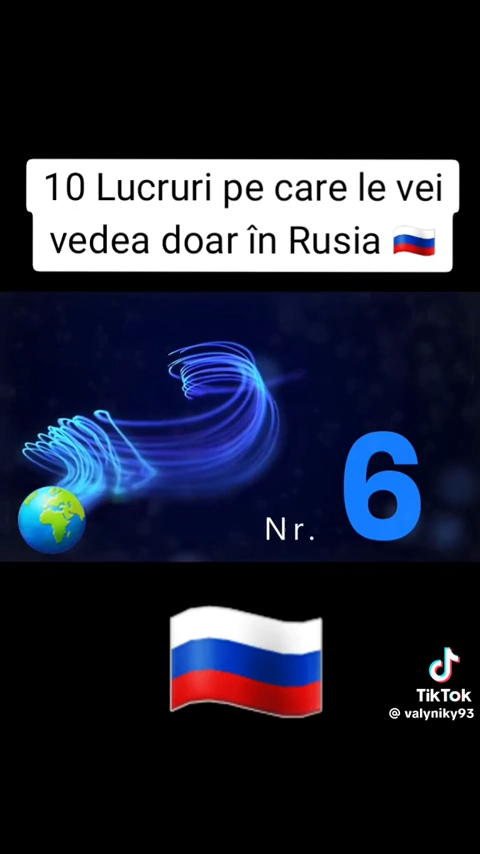 10 Lucruri pe care le vei
vedea doar în Rusia 🇷🇺
Nr. 6
TikTok
@ valyniky93